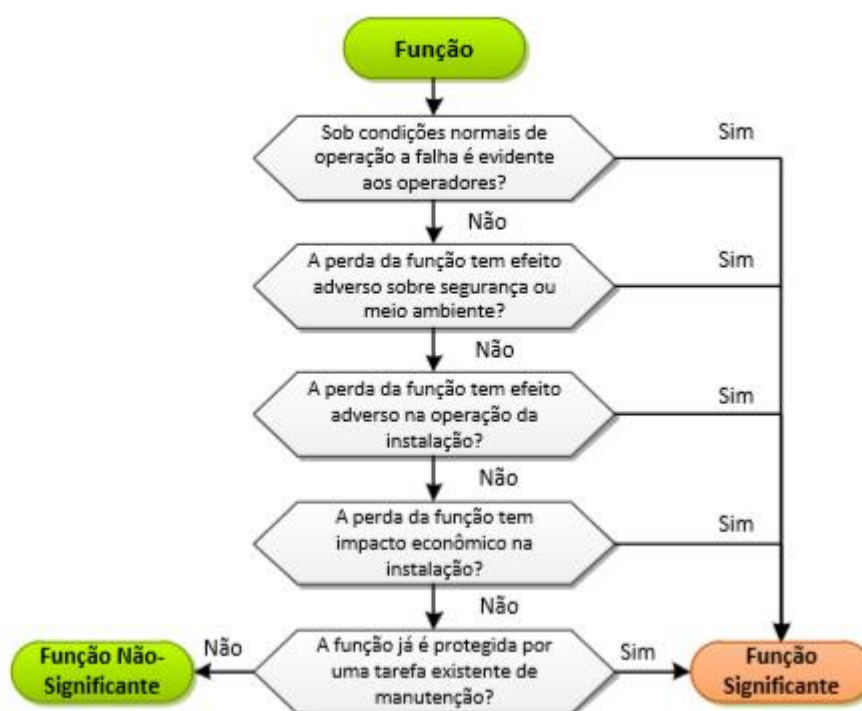 Função
Sob condições normais de
operação a falha é evidente
aos operadores?
Sim
Não
A perda da função tem efeito
adverso sobre segurança ou
meio ambiente?
Sim
Não
A perda da função tem efeito
adverso na operação da
instalação?
Sim
Não
A perda da função tem
impacto econômico na
instalação?
Sim
Não
Função Não-
Significante
Não
A função já é protegida por
uma tarefa existente de
manutenção?
Sim
Função
Significante